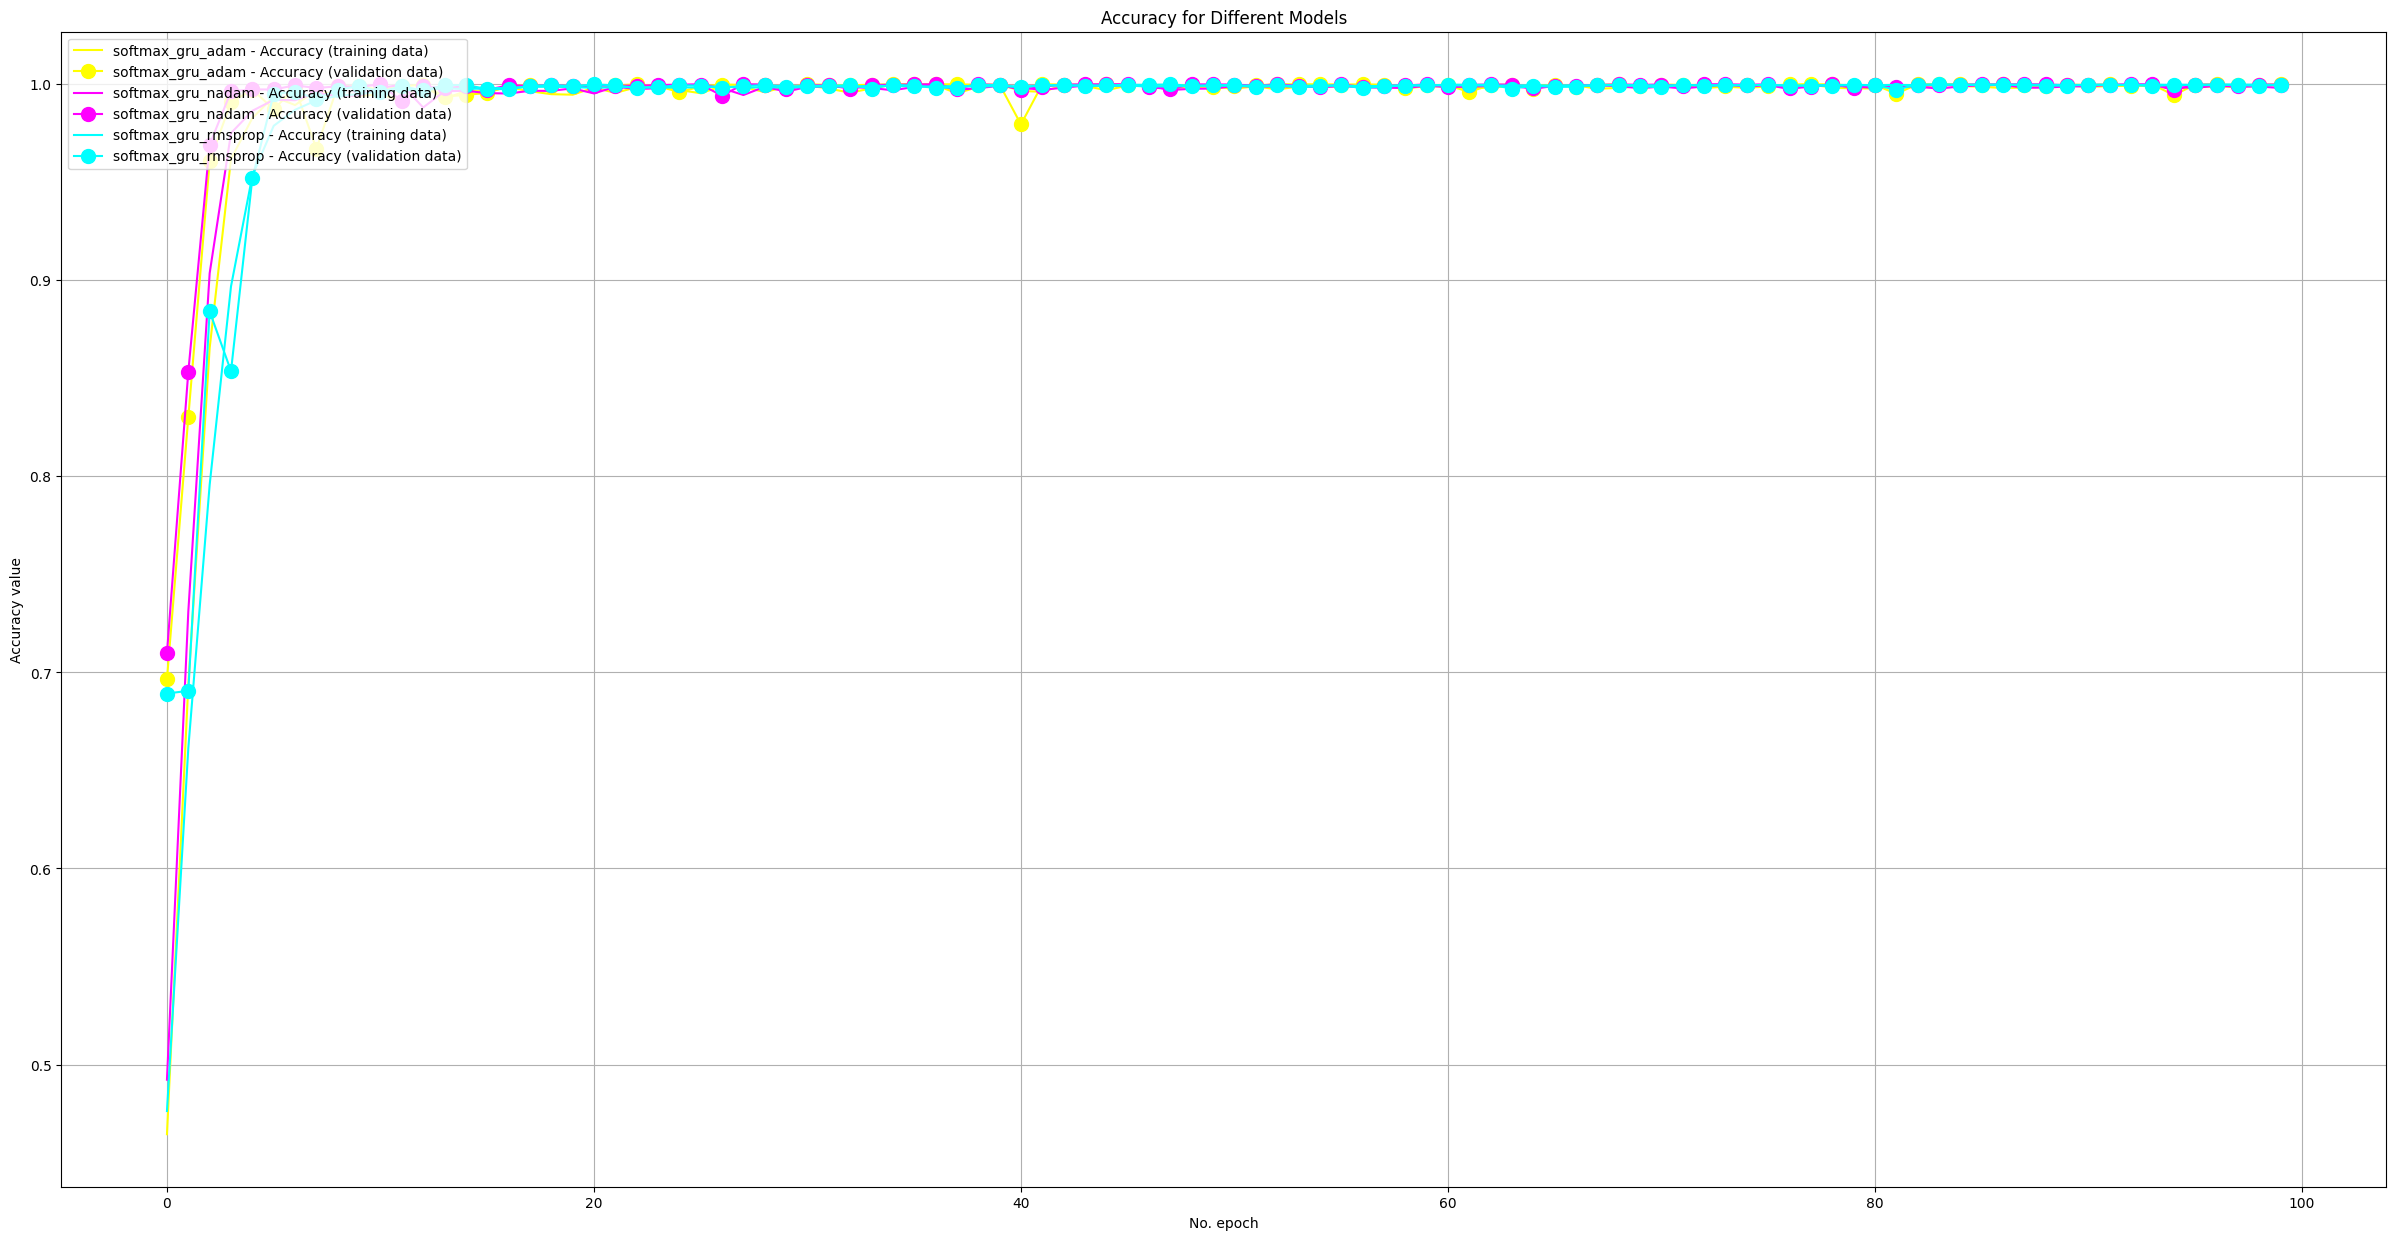 Accuracy for Different Models
softmax_gru_adam - Accuracy (training data)
softmax_gru_adam - Accuracy (validation data)
softmax_gru_nadam - Accuracy (training data)
softmax_gru_nadam - Accuracy (validation data)
softmax_gru_rmsprop - Accuracy (training data)
softmax_gru_rmsprop - Accuracy (validation data)
Accuracy value
1.0
0.9
0.8
0.7
0.6
0.5
0 20 40 60 80 100
No. epoch